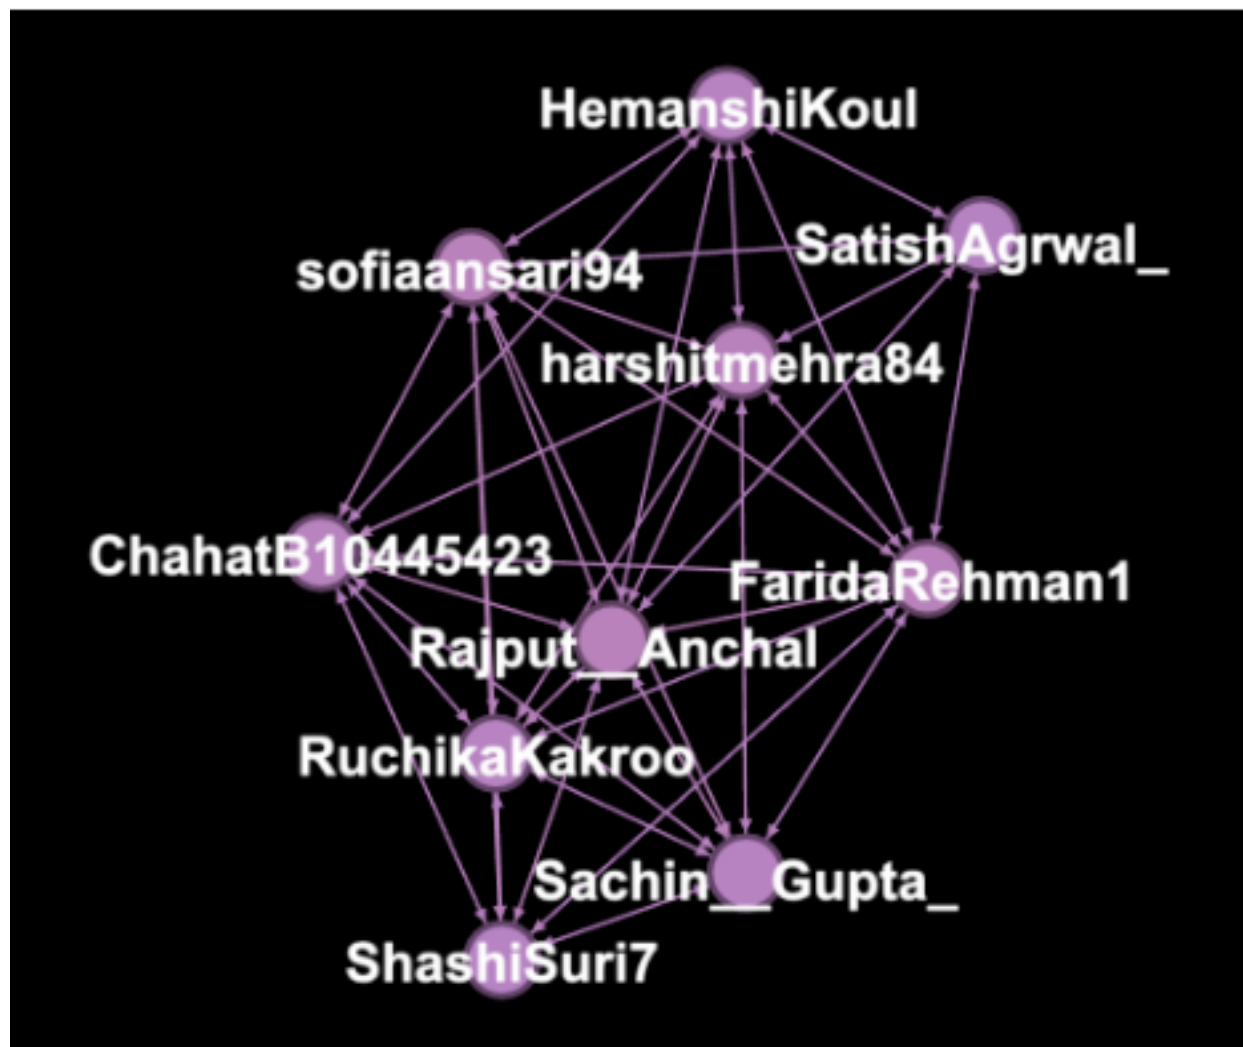 HemanshiKoul
SatishAgrwal_
sofiaansari94
harshitmehra84
ChahatB10445423
FaridaRehman1
Rajput__Anchal
RuchikaKakroo
Sachin__Gupta_
ShashiSuri7